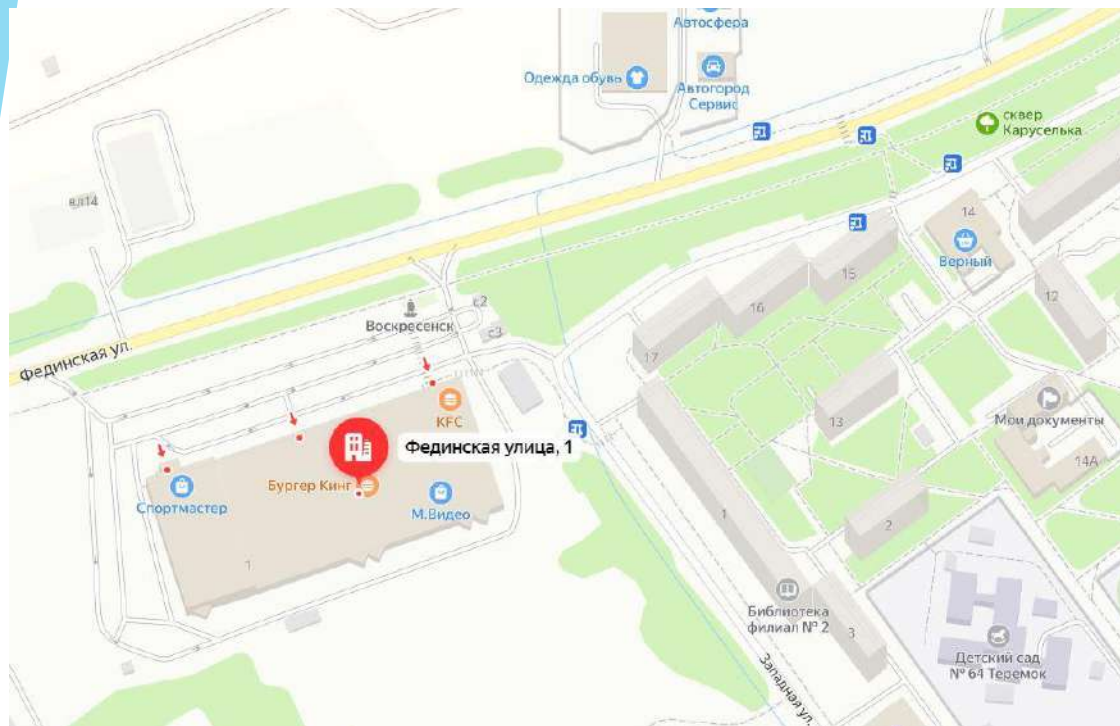 Автосфера
Одежда обувь
Автогород
Сервис
сквер
Каруселька
вл14
14
Верный
15
16
12
с2
Воскресенск
с3
17
Фединская ул.
KFC
13
Мои документы
14А
Фединская улица, 1
Бургер Кинг
Спортмастер
М.Видео
1
1
2
Библиотека
филиал № 2
3
Детский сад
№ 64 Теремок
Западная ул.